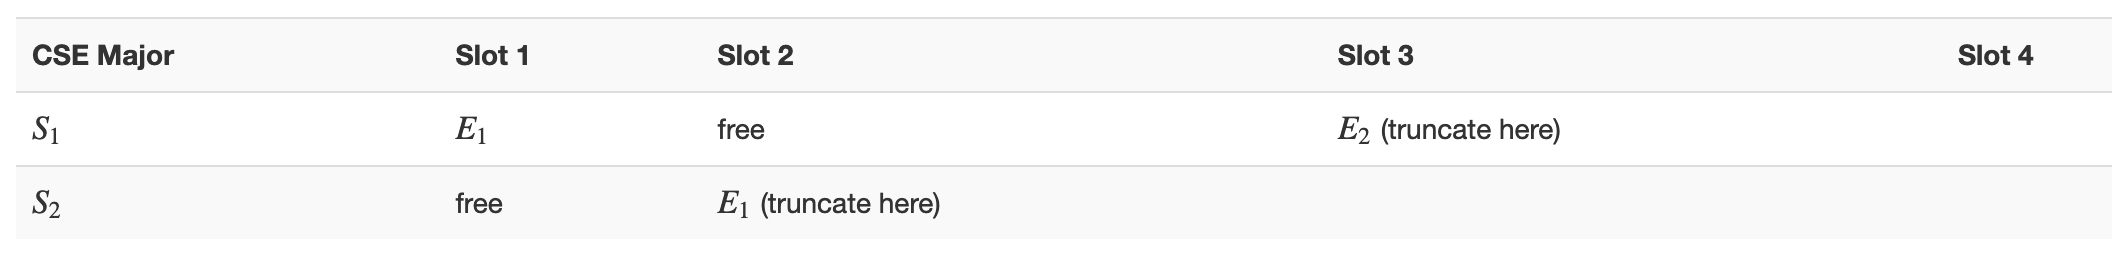 CSE Major Slot 1 Slot 2 Slot 3 Slot 4
S₁ E₁ free E₂ (truncate here)
S₂ free E₁ (truncate here)